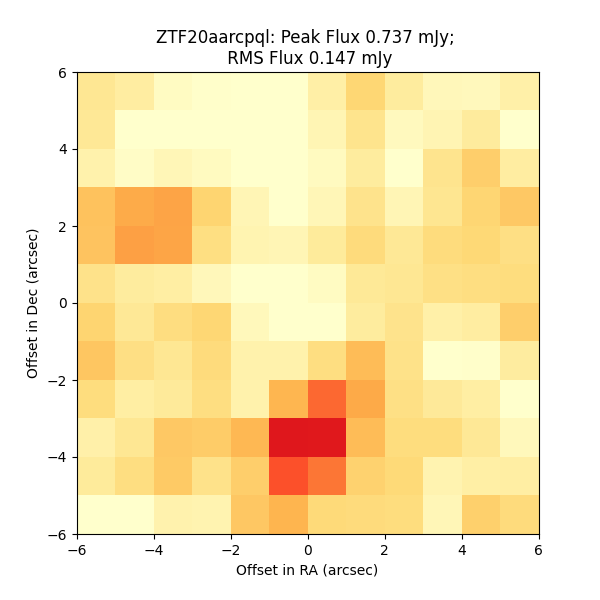 ZTF20aarcpql: Peak Flux 0.737 mJy;
RMS Flux 0.147 mJy
6
4
2
0
−2
−4
−6
Offset in Dec (arcsec)
−6 −4 −2 0 2 4 6
Offset in RA (arcsec)